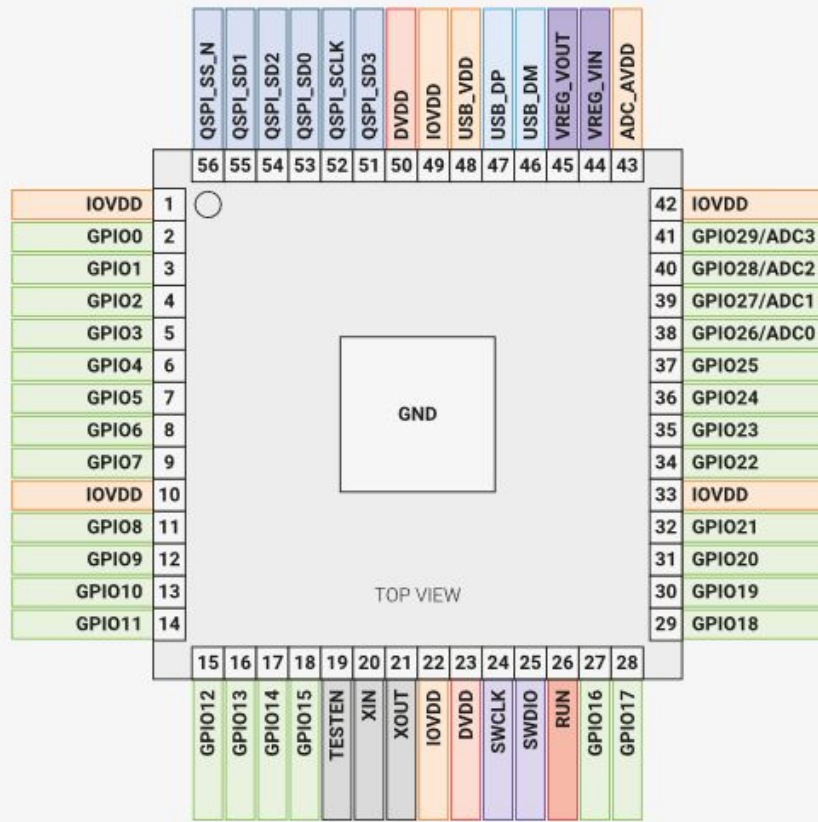 QSPI_SS_N
QSPI_SD1
QSPI_SD2
QSPI_SD0
QSPI_SCLK
QSPI_SD3
DVDD
IOVDD
USB_VDD
USB_DP
USB_DM
VREG_VOUT
VREG_VIN
ADC_AVDD
56 55 54 53 52 51 50 49 48 47 46 45 44 43
IOVDD 1
GPIO0 2
GPIO1 3
GPIO2 4
GPIO3 5
GPIO4 6
GPIO5 7
GPIO6 8
GPIO7 9
IOVDD 10
GPIO8 11
GPIO9 12
GPIO10 13
GPIO11 14
GND
TOP VIEW
42 IOVDD
41 GPIO29/ADC3
40 GPIO28/ADC2
39 GPIO27/ADC1
38 GPIO26/ADC0
37 GPIO25
36 GPIO24
35 GPIO23
34 GPIO22
33 IOVDD
32 GPIO21
31 GPIO20
30 GPIO19
29 GPIO18
15 16 17 18 19 20 21 22 23 24 25 26 27 28
GPIO12
GPIO13
GPIO14
GPIO15
TESTEN
XIN
XOUT
IOVDD
DVDD
SWCLK
SWDIO
RUN
GPIO16
GPIO17